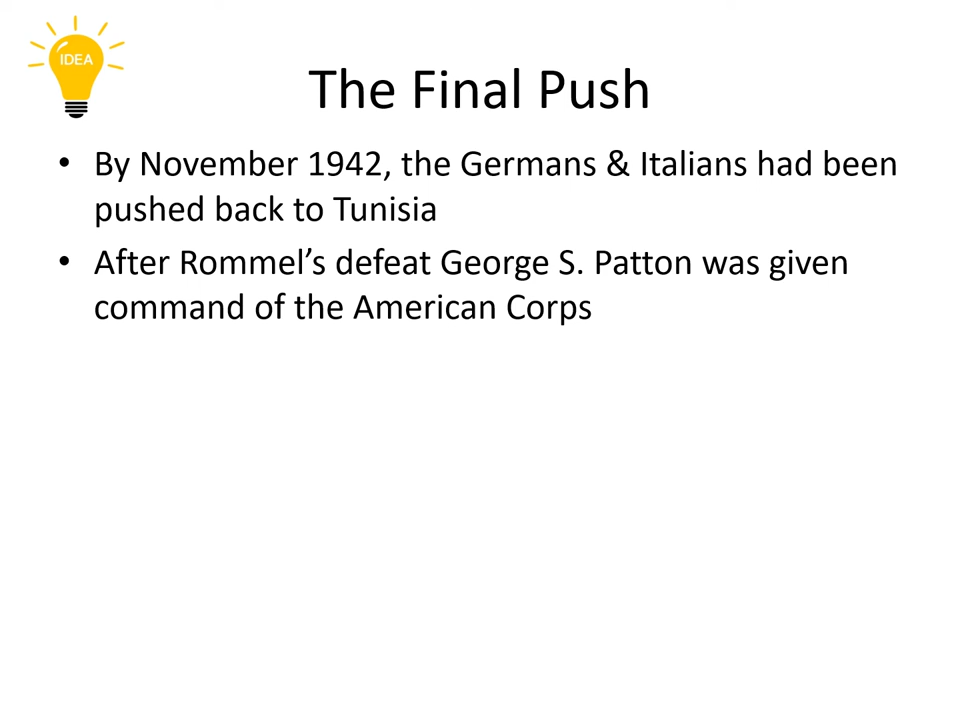 IDEA
The Final Push
• By November 1942, the Germans & Italians had been
pushed back to Tunisia
• After Rommel’s defeat George S. Patton was given
command of the American Corps